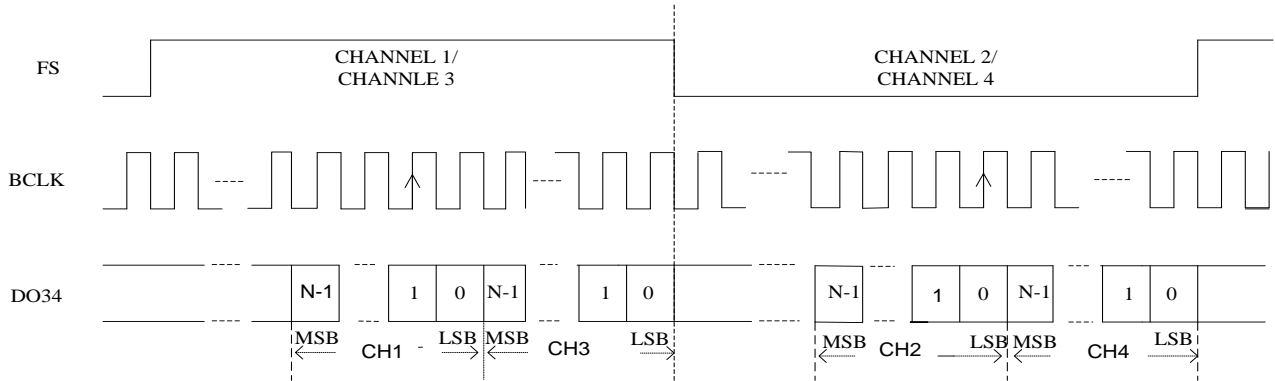 CHANNEL 1/
CHANNLE 3
CHANNEL 2/
CHANNEL 4
FS
BCLK
DO34
N-1 1 0 N-1 1 0 N-1 1 0 N-1 1 0
MSB LSB MSB LSB MSB LSB MSB LSB
CH1 - CH3 CH2 CH4